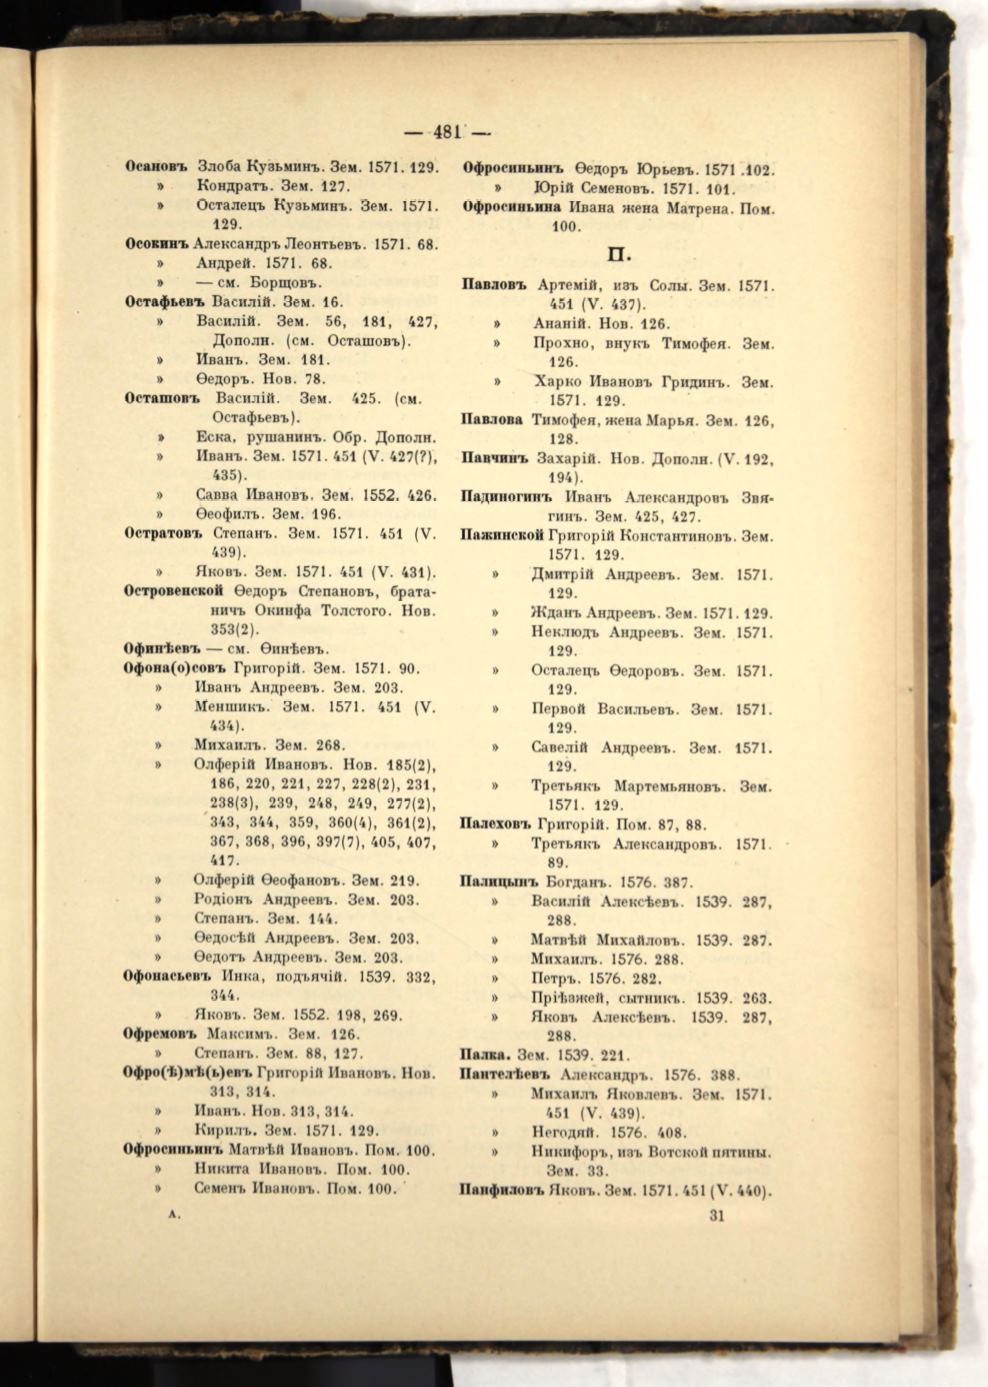 — 481 —
Осановъ Злоба Кузьминъ. Зем. 1571. 129.
» Кондратъ. Зем. 127.
» Осталецъ Кузьминъ. Зем. 1571.
129.
Осокинъ Александръ Леонтьевъ. 1571. 68.
» Андрей. 1571. 68.
» — см. Борщовъ.
Остафьевъ Василій. Зем. 16.
» Василій. Зем. 56, 181, 427,
Дополн. (см. Осташовъ).
» Иванъ. Зем. 181.
» Ѳедоръ. Нов. 78.
Осташовъ Василій. Зем. 425. (см.
Остафьевъ).
» Еска, рушанинъ. Обр. Дополн.
» Иванъ. Зем. 1571. 451 (V. 427(?),
435).
» Савва Ивановъ. Зем. 1552. 426.
» Ѳеофилъ. Зем. 196.
Остратовъ Степанъ. Зем. 1571. 451 (V.
439).
» Яковъ. Зем. 1571. 451 (V. 431).
Островенской Ѳедоръ Степановъ, брата-
ничъ Окинфа Толстого. Нов.
353(2).
Офинѣевъ — см. Ѳинѣевъ.
Офона(о)совъ Григорій. Зем. 1571. 90.
» Иванъ Андреевъ. Зем. 203.
» Меншикъ. Зем. 1571. 451 (V.
434).
» Михаилъ. Зем. 268.
» Олферій Ивановъ. Нов. 185(2),
186, 220, 221, 227, 228(2), 231,
238(3), 239, 248, 249, 277(2),
343, 344, 359, 360(4), 361(2),
367, 368, 396, 397(7), 405, 407,
417.
» Олферій Ѳеофановъ. Зем. 219.
» Родіонъ Андреевъ. Зем. 203.
» Степанъ. Зем. 144.
» Ѳедосѣй Андреевъ. Зем. 203.
» Ѳедотъ Андреевъ. Зем. 203.
Офонасьевъ Инка, подъячій. 1539. 332,
344.
» Яковъ. Зем. 1552. 198, 269.
Офремовъ Максимъ. Зем. 126.
» Степанъ. Зем. 88, 127.
Офро(ѣ)мѣ(ь)евъ Григорій Ивановъ. Нов.
313, 314.
» Иванъ. Нов. 313, 314.
» Кирилъ. Зем. 1571. 129.
Офросиньинъ Матвѣй Ивановъ. Пом. 100.
» Никита Ивановъ. Пом. 100.
» Семенъ Ивановъ. Пом. 100.
А.
Офросиньинъ Ѳедоръ Юрьевъ. 1571 .102.
» Юрій Семеновъ. 1571. 101.
Офросиньина Ивана жена Матрена. Пом.
100.
П.
Павловъ Артемій, изъ Солы. Зем. 1571.
451 (V. 437).
» Ананій. Нов. 126.
» Прохно, внукъ Тимофея. Зем.
126.
» Харко Ивановъ Гридинъ. Зем.
1571. 129.
Павлова Тимофея, жена Марья. Зем. 126,
128.
Павчинъ Захарій. Нов. Дополн. (V. 192,
194).
Падиногинъ Иванъ Александровъ Звя-
гинъ. Зем. 425, 427.
Пажинской Григорій Константиновъ. Зем.
1571. 129.
» Дмитрій Андреевъ. Зем. 1571.
129.
» Жданъ Андреевъ. Зем. 1571. 129.
» Неклюдъ Андреевъ. Зем. 1571.
129.
» Осталецъ Ѳедоровъ. Зем. 1571.
129.
» Первой Васильевъ. Зем. 1571.
129.
» Савелій Андреевъ. Зем. 1571.
129.
» Третьякъ Мартемьяновъ. Зем.
1571. 129.
Палеховъ Григорій. Пом. 87, 88.
» Третьякъ Александровъ. 1571.
89.
Палицынъ Богданъ. 1576. 387.
» Василій Алексѣевъ. 1539. 287,
288.
» Матвѣй Михайловъ. 1539. 287.
» Михаилъ. 1576. 288.
» Петръ. 1576. 282.
» Пріѣзжей, сытникъ. 1539. 263.
» Яковъ Алексѣевъ. 1539. 287,
288.
Палка. Зем. 1539. 221.
Пантелѣевъ Александръ. 1576. 388.
» Михаилъ Яковлевъ. Зем. 1571.
451 (V. 439).
» Негодяй. 1576. 408.
» Никифоръ, изъ Вотской пятины.
Зем. 33.
Панфиловъ Яковъ. Зем. 1571. 451 (V. 440).
31